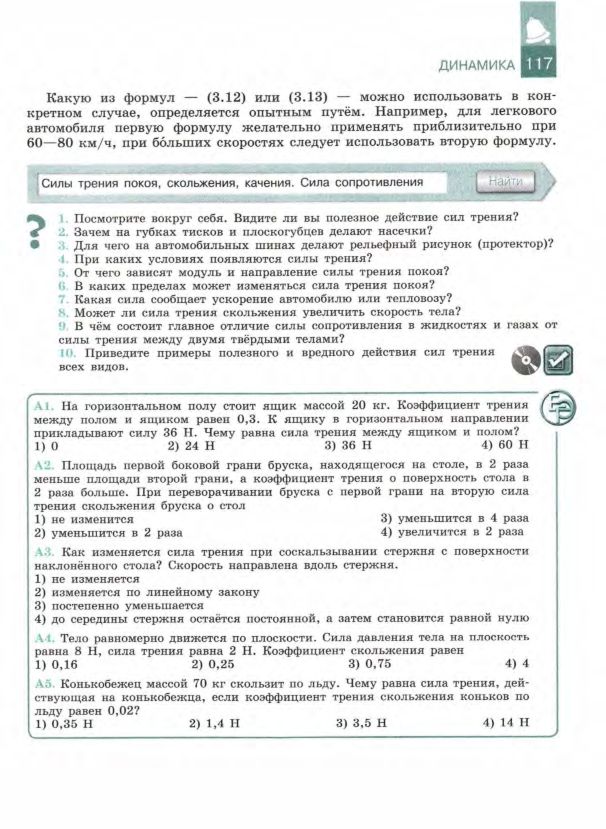 ДИНАМИКА 117
Какую из формул — (3.12) или (3.13) — можно использовать в кон-
кретном случае, определяется опытным путём. Например, для легкового
автомобиля первую формулу желательно применять приблизительно при
60—80 км/ч, при бо́льших скоростях следует использовать вторую формулу.
Силы трения покоя, скольжения, качения. Сила сопротивления Найти
? 1. Посмотрите вокруг себя. Видите ли вы полезное действие сил трения?
2. Зачем на губках тисков и плоскогубцев делают насечки?
3. Для чего на автомобильных шинах делают рельефный рисунок (протектор)?
4. При каких условиях появляются силы трения?
5. От чего зависят модуль и направление силы трения покоя?
6. В каких пределах может изменяться сила трения покоя?
7. Какая сила сообщает ускорение автомобилю или тепловозу?
8. Может ли сила трения скольжения увеличить скорость тела?
9. В чём состоит главное отличие силы сопротивления в жидкостях и газах от
силы трения между двумя твёрдыми телами?
10. Приведите примеры полезного и вредного действия сил трения
всех видов.
А1. На горизонтальном полу стоит ящик массой 20 кг. Коэффициент трения
между полом и ящиком равен 0,3. К ящику в горизонтальном направлении
прикладывают силу 36 Н. Чему равна сила трения между ящиком и полом?
1) 0 2) 24 Н 3) 36 Н 4) 60 Н
А2. Площадь первой боковой грани бруска, находящегося на столе, в 2 раза
меньше площади второй грани, а коэффициент трения о поверхность стола в
2 раза больше. При переворачивании бруска с первой грани на вторую сила
трения скольжения бруска о стол
1) не изменится 3) уменьшится в 4 раза
2) уменьшится в 2 раза 4) увеличится в 2 раза
А3. Как изменяется сила трения при соскальзывании стержня с поверхности
наклонённого стола? Скорость направлена вдоль стержня.
1) не изменяется
2) изменяется по линейному закону
3) постепенно уменьшается
4) до середины стержня остаётся постоянной, а затем становится равной нулю
А4. Тело равномерно движется по плоскости. Сила давления тела на плоскость
равна 8 Н, сила трения равна 2 Н. Коэффициент скольжения равен
1) 0,16 2) 0,25 3) 0,75 4) 4
А5. Конькобежец массой 70 кг скользит по льду. Чему равна сила трения, дей-
ствующая на конькобежца, если коэффициент трения скольжения коньков по
льду равен 0,02?
1) 0,35 Н 2) 1,4 Н 3) 3,5 Н 4) 14 Н